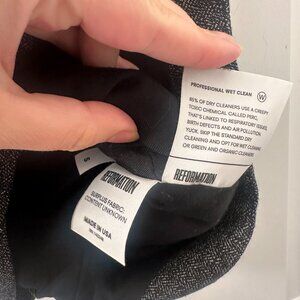 PROFESSIONAL WET CLEAN W
85% OF DRY CLEANERS USE A CREEPY
TOXIC CHEMICAL CALLED PERC,
THAT'S LINKED TO RESPIRATORY ISSUES,
BIRTH DEFECTS AND AIR POLLUTION.
YUCK. SKIP THE STANDARD DRY
CLEANING AND OPT FOR WET CLEANING
OR GREEN AND ORGANIC CLEANERS
REFORMATION
S
REFORMATION
SURPLUS FABRIC:
CONTENT UNKNOWN
MADE IN USA